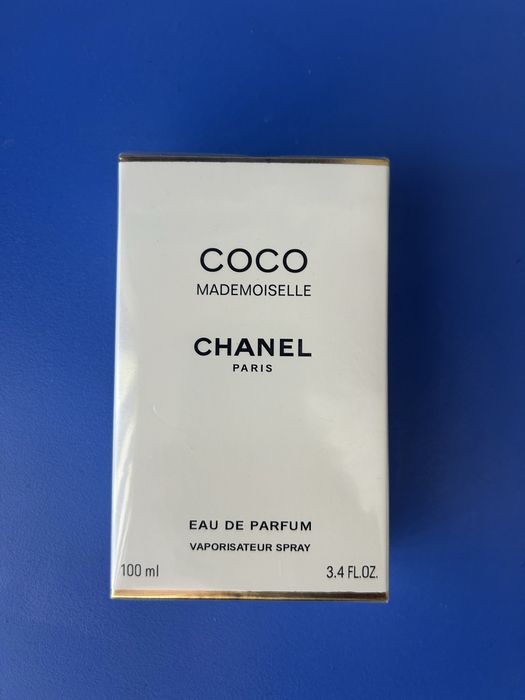 COCO
MADEMOISELLE
CHANEL
PARIS
EAU DE PARFUM
VAPORISATEUR SPRAY
100 ml 3.4 FL.OZ.